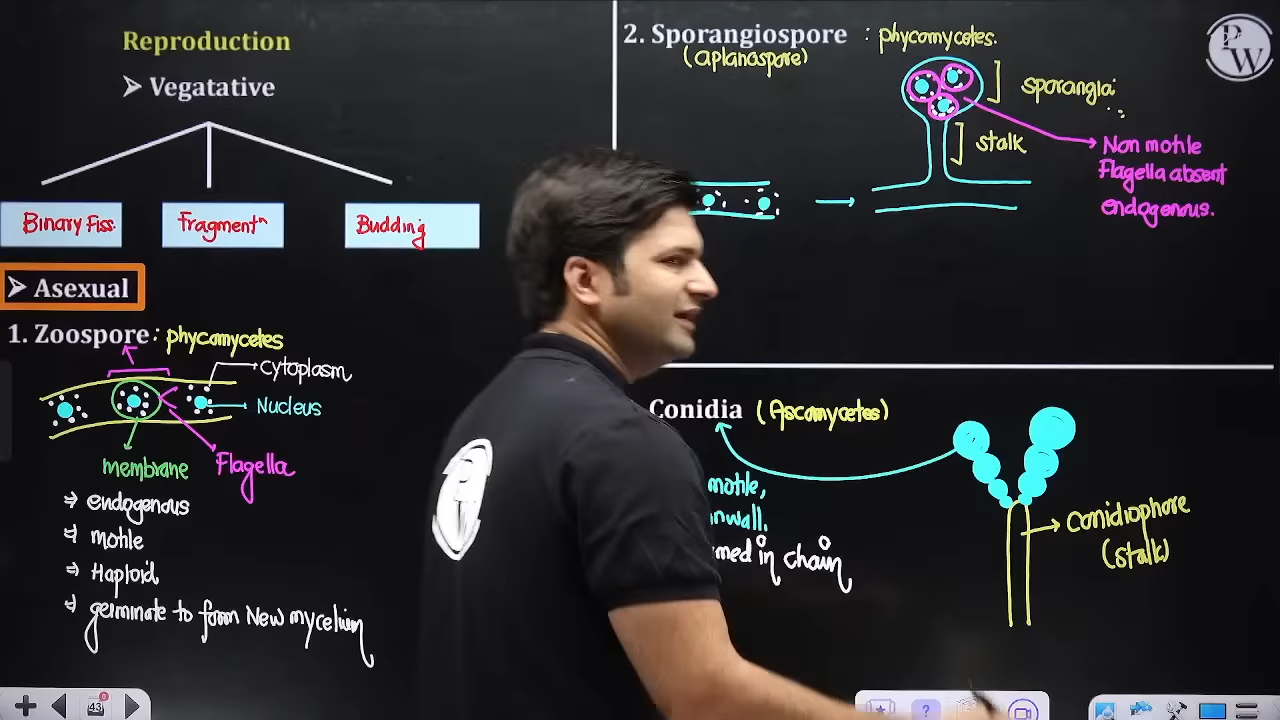 Reproduction
➤ Vegatative
Binary Fiss.
Fragmentⁿ
Budding
➤ Asexual
1. Zoospore : phycomycetes
cytoplasm
Nucleus
membrane
Flagella
⇒ endogenous
⇒ motile
⇒ Haploid
⇒ germinate to form New mycelium
2. Sporangiospore : phycomycetes.
(aplanospore)
sporangia
stalk
Non motile
Flagella absent
endogenous.
Conidia (Ascomycetes)
motile,
in chain
Conidiophore
(stalk)
PW
43